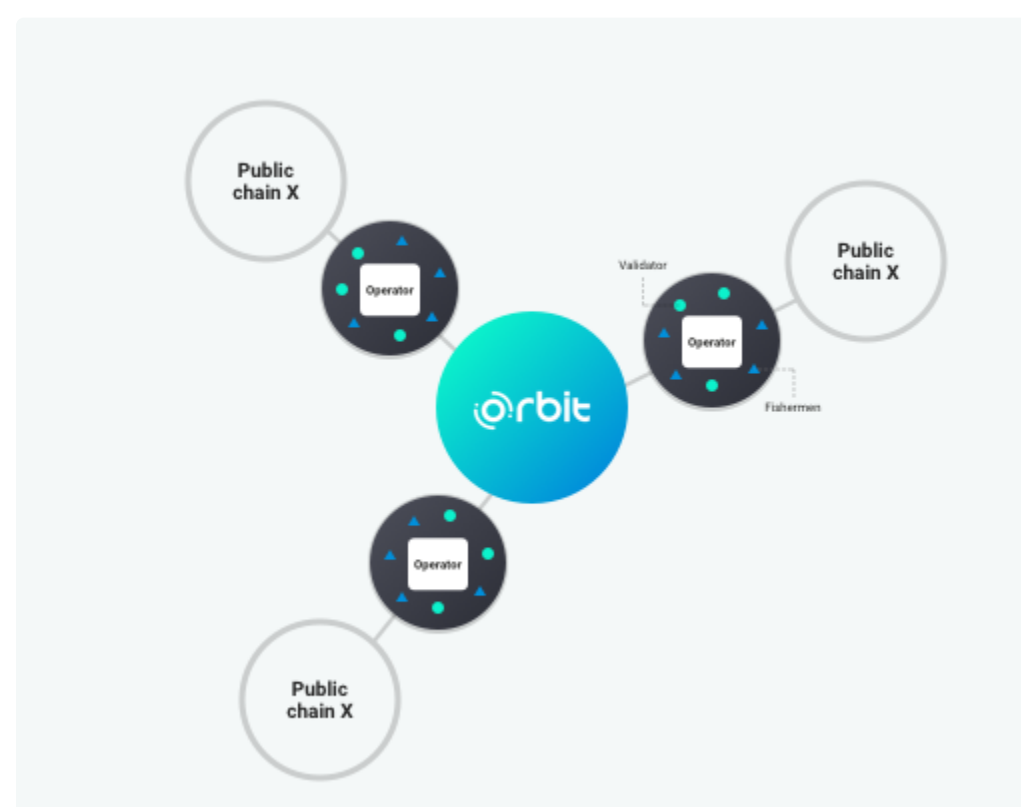 Public
chain X
Operator
Validator
Operator
Public
chain X
Fishermen
orbit
Operator
Public
chain X